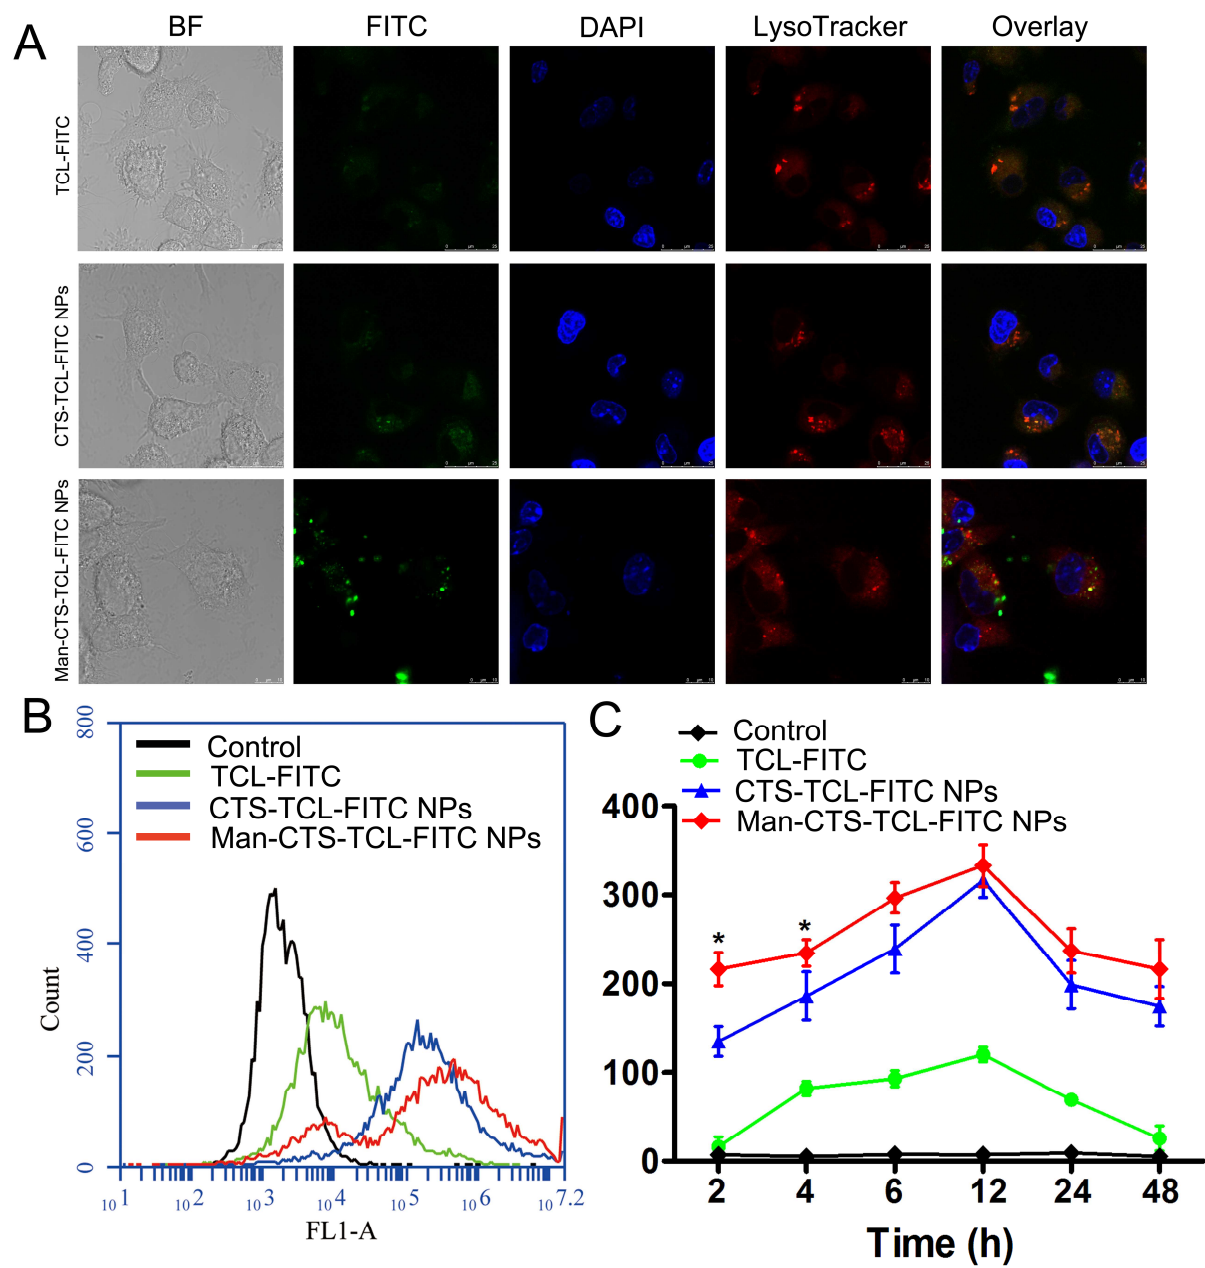 A
BF FITC DAPI LysoTracker Overlay
TCL-FITC
CTS-TCL-FITC NPs
Man-CTS-TCL-FITC NPs
B
800
600
400
200
0
Count
Control
TCL-FITC
CTS-TCL-FITC NPs
Man-CTS-TCL-FITC NPs
10 1 10 2 10 3 10 4 10 5 10 6 10 7.2
FL1-A
C
Control
TCL-FITC
CTS-TCL-FITC NPs
Man-CTS-TCL-FITC NPs
400
300
200
100
0
* *
2 4 6 12 24 48
Time (h)